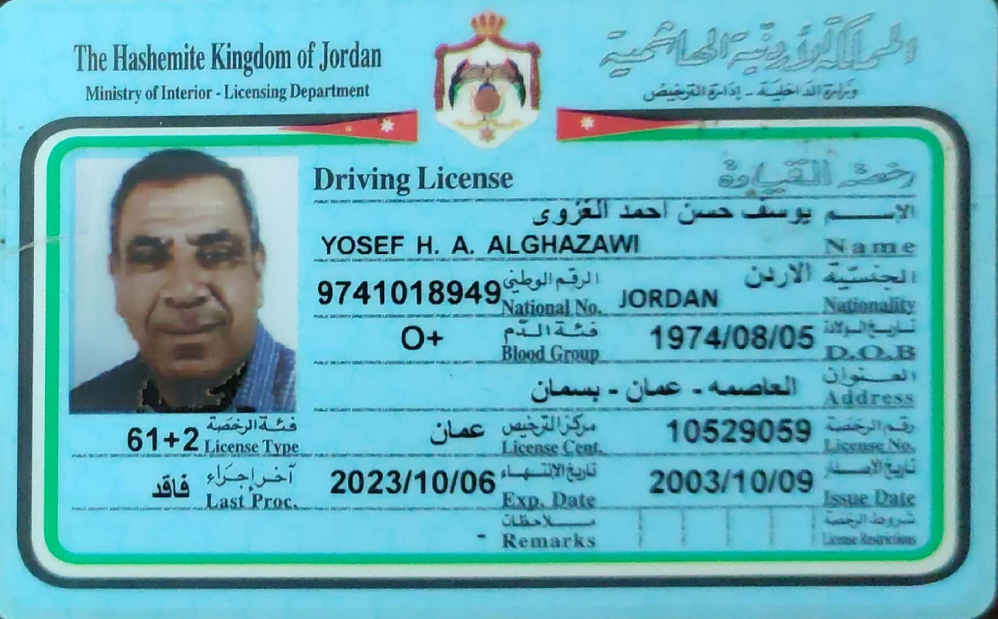 The Hashemite Kingdom of Jordan
المملكة الأردنية الهاشمية
Ministry of Interior - Licensing Department
وزارة الداخلية - إدارة الترخيص
Driving License
رخصة القيادة
الإسم يوسف حسن احمد الغزوى
YOSEF H. A. ALGHAZAWI Name
الجنسية الاردن الرقم الوطني
9741018949 National No. JORDAN Nationality
تاريخ الولادة 1974/08/05 فئة الدم O+
Blood Group D.O.B
العنوان العاصمه - عمان - بسمان
Address
رقم الرخصة 10529059 مركز الترخيص عمان فئة الرخصة 61+2
License Type License Cent. License No.
تاريخ الاصدار 2003/10/09 تاريخ الانتهاء 2023/10/06 آخر إجراء فاقد
Last Proc. Exp. Date Issue Date
شروط الرخصة ملاحظات
- Remarks License Restrictions